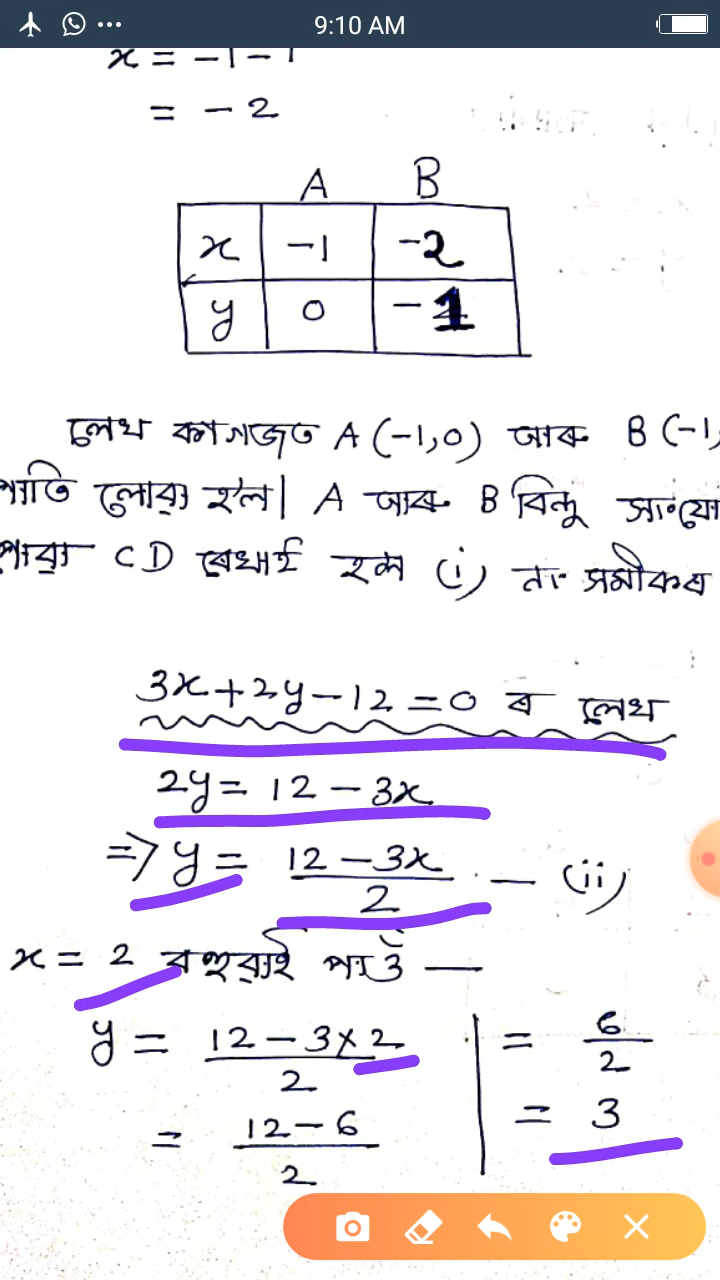 9:10 AM
x = -1-1
= -2
A B
x -1 -2
y 0 -1
লেখ কাগজত A (-1,0) আৰু B (-1,
পাতি লোৱা হ'ল| A আৰু B বিন্দু সংযো
পোৱা CD ৰেখাই হ'ল (i) নং সমীকৰণ
3x+2y-12=0 ৰ লেখ
2y= 12-3x
=> y = 12-3x/2 — (ii)
x = 2 বহুৱাই পাওঁ —
y = 12-3×2/2 = 6/2
= 12-6/2 = 3